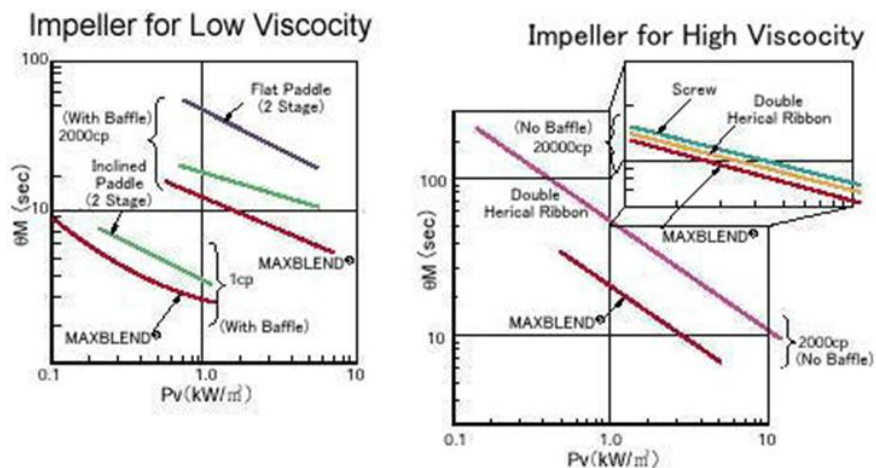 Impeller for Low Viscocity
100
Flat Paddle
(2 Stage)
(With Baffle)
2000cp
Inclined
Paddle
(2 Stage)
10
θM (sec)
MAXBLEND
1cp
(With Baffle)
MAXBLEND
0.1
1.0
10
Pv(kW/㎥)
Impeller for High Viscocity
Screw
Double
Herical Ribbon
(No Baffle)
20000cp
100
Double
Herical Ribbon
MAXBLEND
θM (sec)
MAXBLEND
10
2000cp
(No Baffle)
0.1
1.0
10
Pv(kW/㎥)